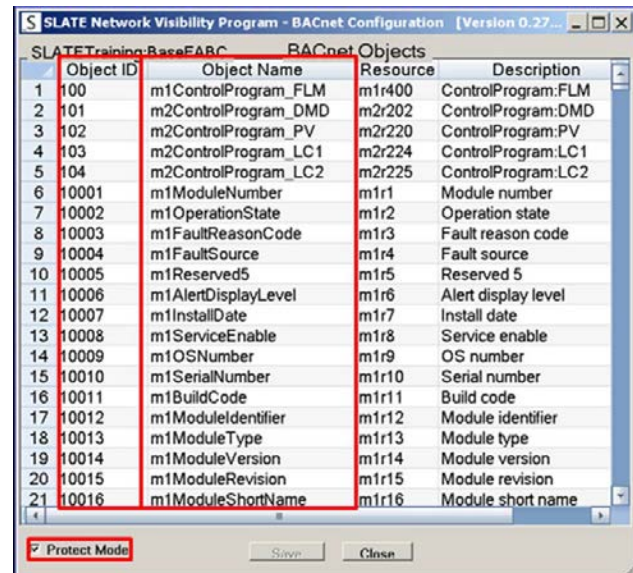 S SLATE Network Visibility Program - BACnet Configuration [Version 0.27...
SLATETraining:BaseFABC BACnet Objects
Object ID Object Name Resource Description
1 100 m1ControlProgram_FLM m1r400 ControlProgram:FLM
2 101 m2ControlProgram_DMD m2r202 ControlProgram:DMD
3 102 m2ControlProgram_PV m2r220 ControlProgram:PV
4 103 m2ControlProgram_LC1 m2r224 ControlProgram:LC1
5 104 m2ControlProgram_LC2 m2r225 ControlProgram:LC2
6 10001 m1ModuleNumber m1r1 Module number
7 10002 m1OperationState m1r2 Operation state
8 10003 m1FaultReasonCode m1r3 Fault reason code
9 10004 m1FaultSource m1r4 Fault source
10 10005 m1Reserved5 m1r5 Reserved 5
11 10006 m1AlertDisplayLevel m1r6 Alert display level
12 10007 m1InstallDate m1r7 Install date
13 10008 m1ServiceEnable m1r8 Service enable
14 10009 m1OSNumber m1r9 OS number
15 10010 m1SerialNumber m1r10 Serial number
16 10011 m1BuildCode m1r11 Build code
17 10012 m1ModuleIdentifier m1r12 Module identifier
18 10013 m1ModuleType m1r13 Module type
19 10014 m1ModuleVersion m1r14 Module version
20 10015 m1ModuleRevision m1r15 Module revision
21 10016 m1ModuleShortName m1r16 Module short name
Protect Mode Save Close